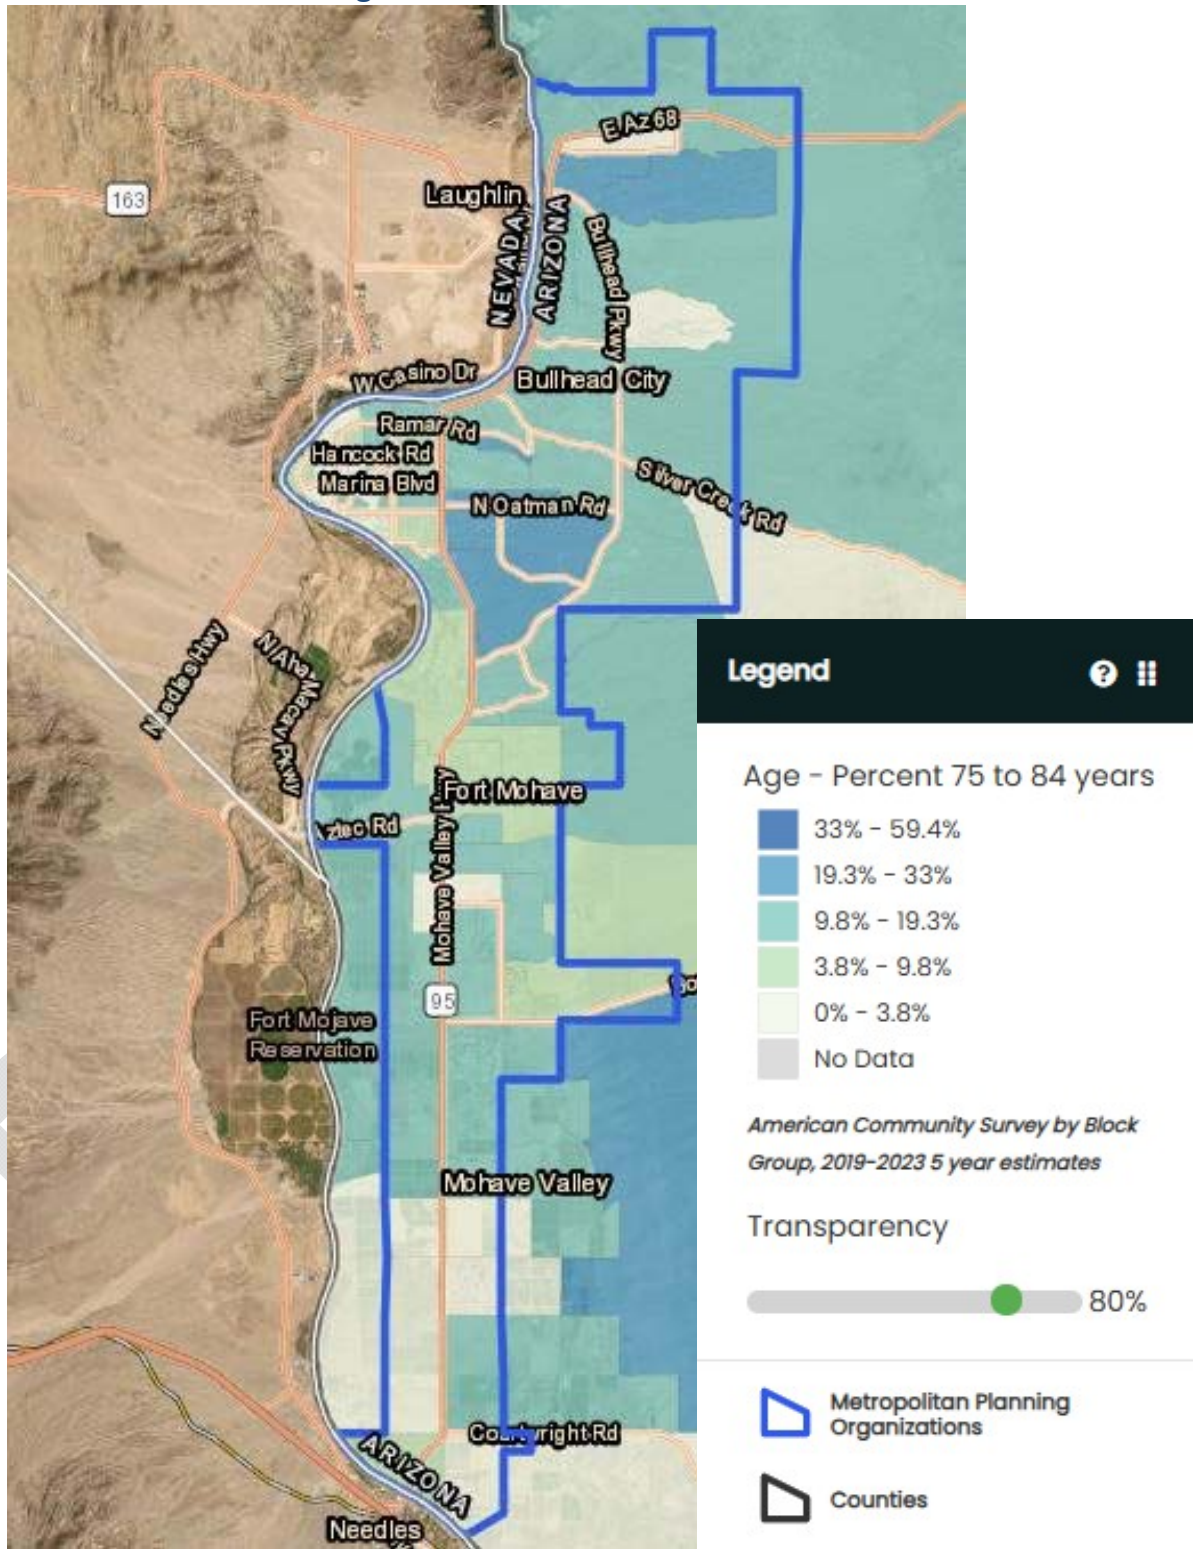 E Az 68
163
Laughlin
NEVADA
ARIZONA
Bullhead Pkwy
W Casino Dr
Bullhead City
Ramar Rd
Hancock Rd
Marina Blvd
Silver Creek Rd
N Oatman Rd
Needles Hwy
N Aha Macav Pkwy
Fort Mohave
Aztec Rd
Mohave Valley Hwy
95
Fort Mojave
Reservation
Mohave Valley
Courtwright Rd
ARIZONA
Needles
Legend
?
Age - Percent 75 to 84 years
33% - 59.4%
19.3% - 33%
9.8% - 19.3%
3.8% - 9.8%
0% - 3.8%
No Data
American Community Survey by Block
Group, 2019-2023 5 year estimates
Transparency
80%
Metropolitan Planning
Organizations
Counties